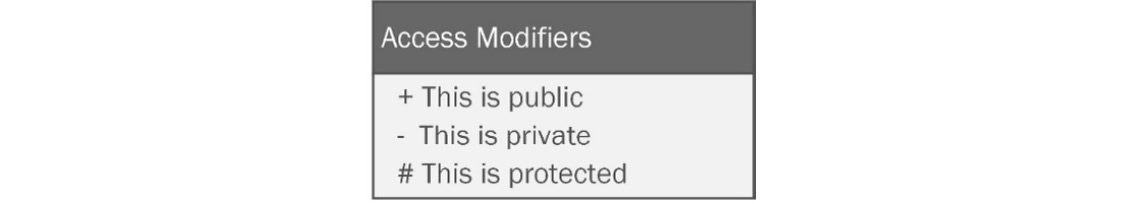 Access Modifiers
+ This is public
- This is private
# This is protected